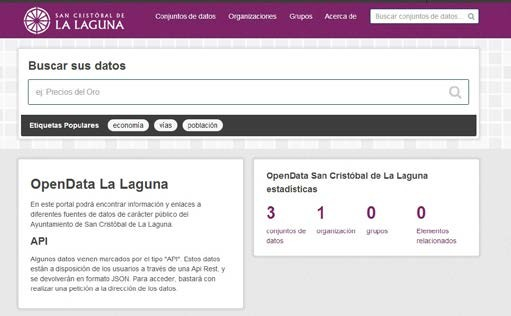 SAN CRISTÓBAL DE
LA LAGUNA
Conjuntos de datos Organizaciones Grupos Acerca de
Buscar conjuntos de datos...
Buscar sus datos
ej. Precios del Oro
Etiquetas Populares economía vías población
OpenData La Laguna
En este portal podrá encontrar información y enlaces a
diferentes fuentes de datos de carácter público del
Ayuntamiento de San Cristóbal de La Laguna.
API
Algunos datos vienen marcados por el tipo "API". Estos datos
están a disposición de los usuarios a través de una Api Rest, y
se devolverán en formato JSON. Para acceder, bastará con
realizar una petición a la dirección de los datos.
OpenData San Cristóbal de La Laguna
estadísticas
3 1 0 0
conjuntos de organización grupos Elementos
datos relacionados